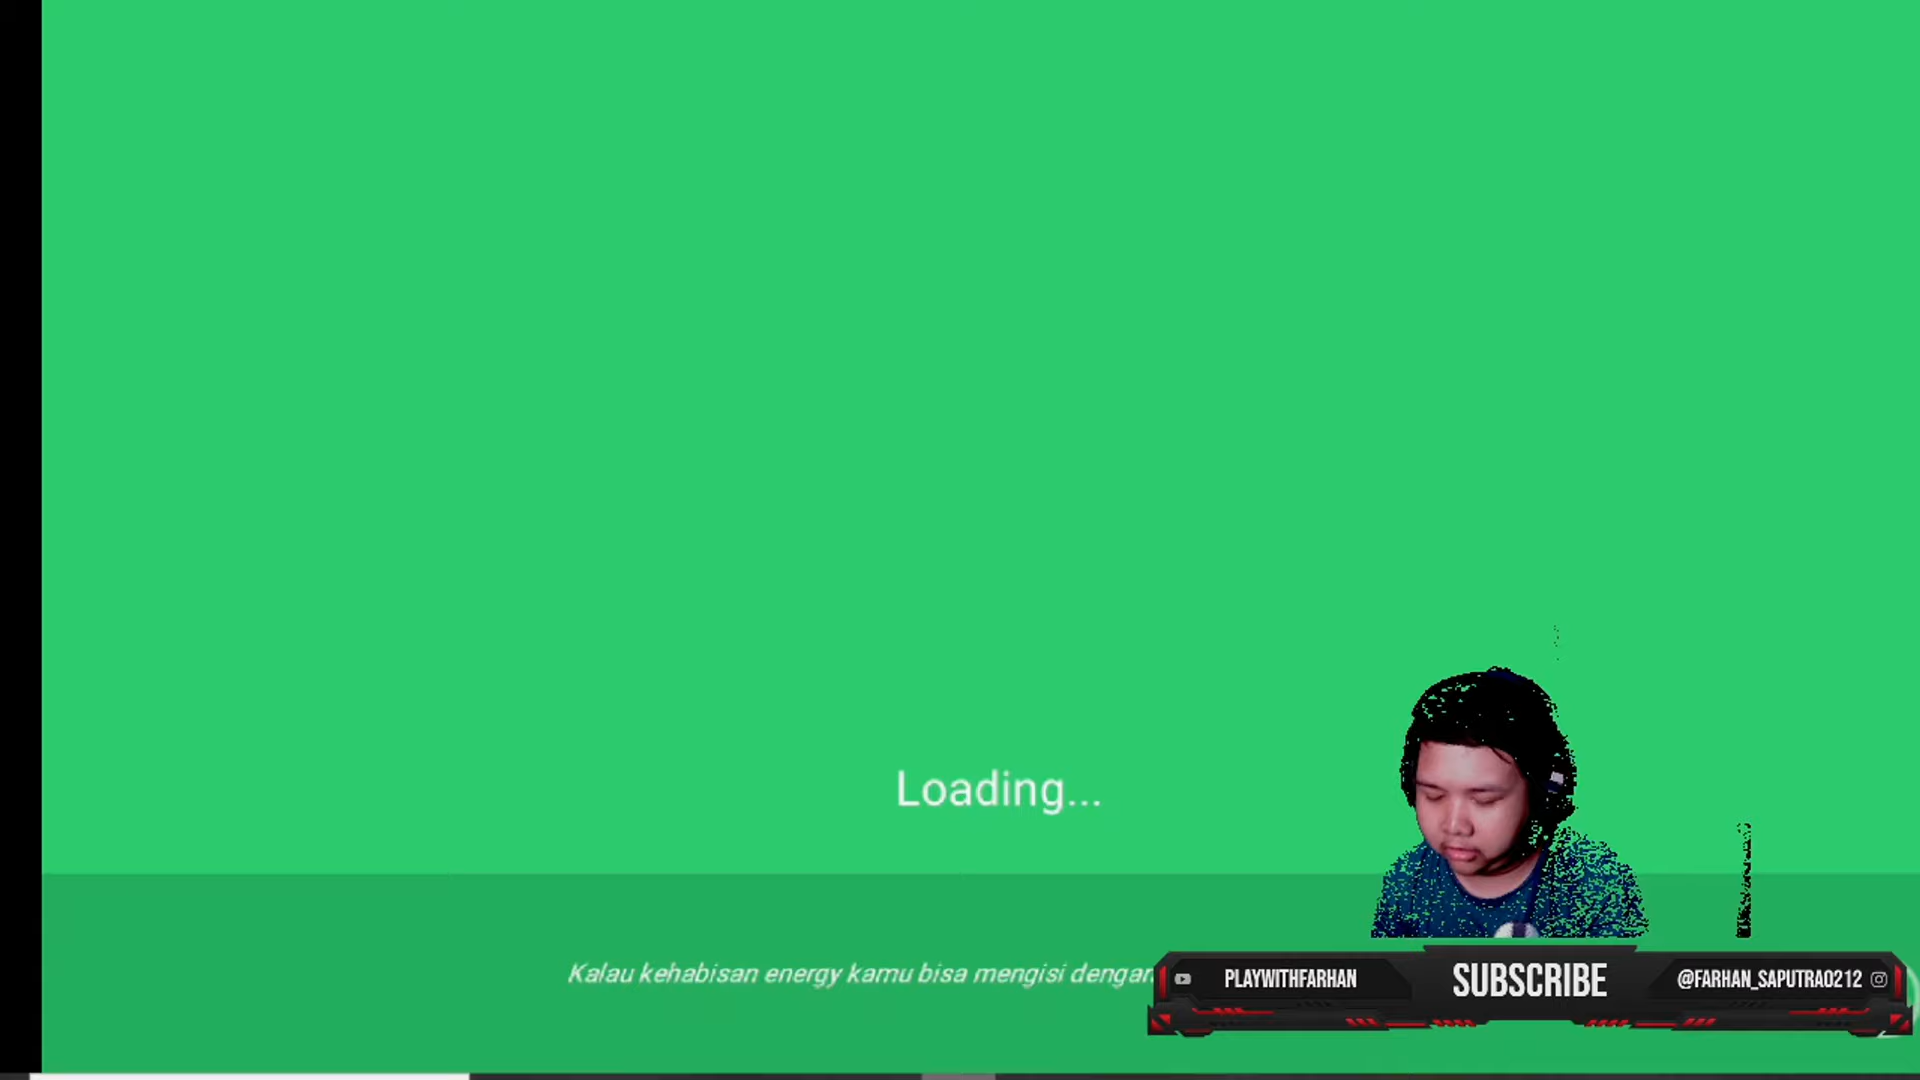 Loading...
Kalau kehabisan energy kamu bisa mengisi dengan
PLAYWITHFARHAN
SUBSCRIBE
@FARHAN_SAPUTRA0212